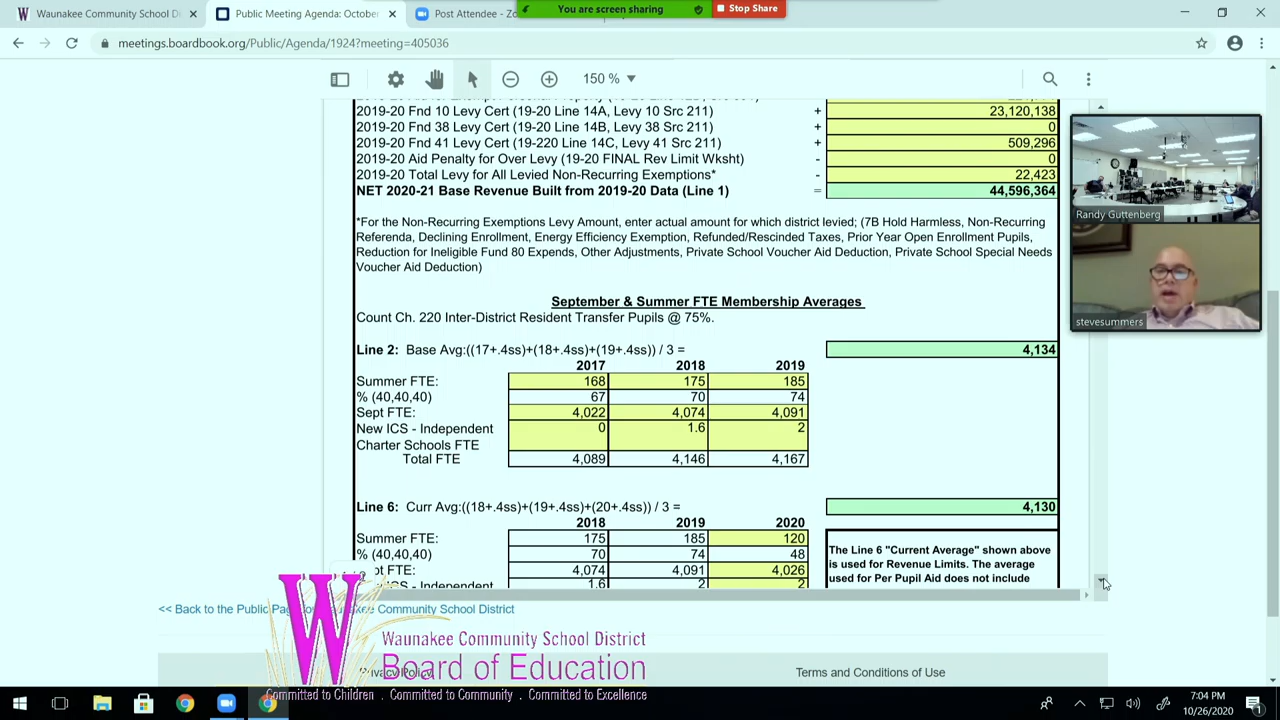 Waunakee Community School Di
Public Meeting Agenda: October
Post Attendee - Zo
You are screen sharing
Stop Share
meetings.boardbook.org/Public/Agenda/1924?meeting=405036
150 %
2019-20 Fnd 10 Levy Cert (19-20 Line 14A, Levy 10 Src 211) + 23,120,138
2019-20 Fnd 38 Levy Cert (19-20 Line 14B, Levy 38 Src 211) + 0
2019-20 Fnd 41 Levy Cert (19-220 Line 14C, Levy 41 Src 211) + 509,296
2019-20 Aid Penalty for Over Levy (19-20 FINAL Rev Limit Wksht) - 0
2019-20 Total Levy for All Levied Non-Recurring Exemptions* - 22,423
NET 2020-21 Base Revenue Built from 2019-20 Data (Line 1) = 44,596,364
*For the Non-Recurring Exemptions Levy Amount, enter actual amount for which district levied; (7B Hold Harmless, Non-Recurring
Referenda, Declining Enrollment, Energy Efficiency Exemption, Refunded/Rescinded Taxes, Prior Year Open Enrollment Pupils,
Reduction for Ineligible Fund 80 Expends, Other Adjustments, Private School Voucher Aid Deduction, Private School Special Needs
Voucher Aid Deduction)
September & Summer FTE Membership Averages
Count Ch. 220 Inter-District Resident Transfer Pupils @ 75%.
Line 2: Base Avg:((17+.4ss)+(18+.4ss)+(19+.4ss)) / 3 = 4,134
2017 2018 2019
Summer FTE: 168 175 185
% (40,40,40) 67 70 74
Sept FTE: 4,022 4,074 4,091
New ICS - Independent 0 1.6 2
Charter Schools FTE
Total FTE 4,089 4,146 4,167
Line 6: Curr Avg:((18+.4ss)+(19+.4ss)+(20+.4ss)) / 3 = 4,130
2018 2019 2020
Summer FTE: 175 185 120
% (40,40,40) 70 74 48
FTE: 4,074 4,091 4,026
- Independent 1.6 2 2
The Line 6 "Current Average" shown above
is used for Revenue Limits. The average
used for Per Pupil Aid does not include
Randy Guttenberg
stevesummers
<< Back to the Public Community School District
W
Waunakee Community School District
Board of Education
Committed to Children . Committed to Community . Committed to Excellence
Privacy Policy
Terms and Conditions of Use
7:04 PM
10/26/2020
1